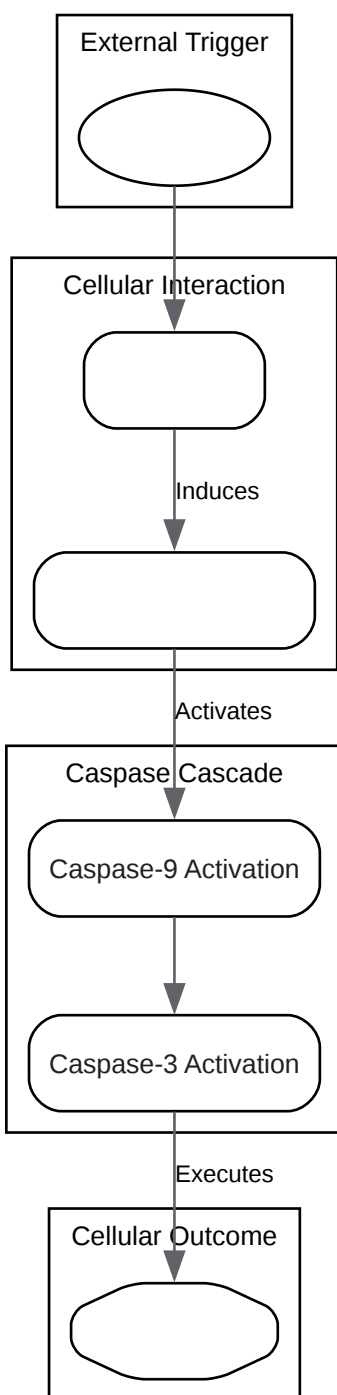 External Trigger
Cellular Interaction
Induces
Activates
Caspase Cascade
Caspase-9 Activation
Caspase-3 Activation
Executes
Cellular Outcome